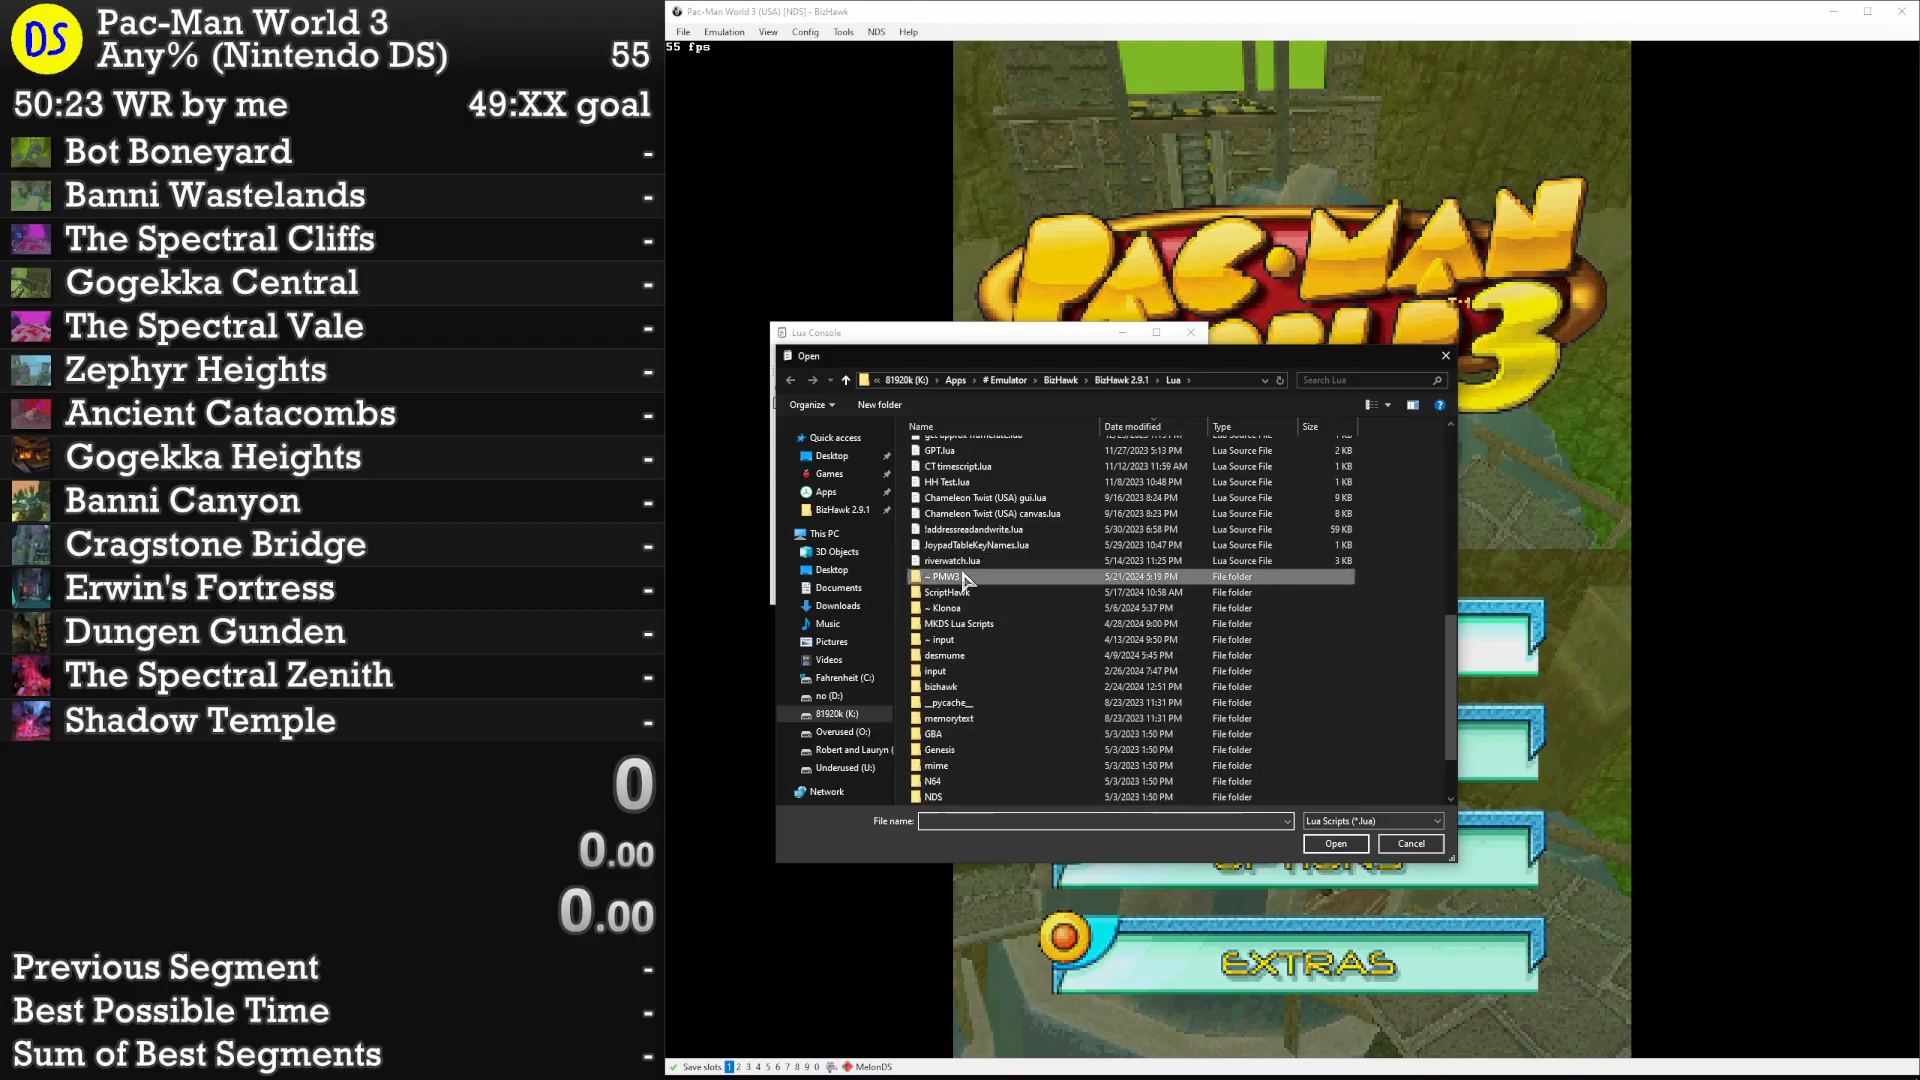 DS
Pac-Man World 3
Any% (Nintendo DS) 55
50:23 WR by me 49:XX goal
Bot Boneyard -
Banni Wastelands -
The Spectral Cliffs -
Gogekka Central -
The Spectral Vale -
Zephyr Heights -
Ancient Catacombs -
Gogekka Heights -
Banni Canyon -
Cragstone Bridge -
Erwin's Fortress -
Dungen Gunden -
The Spectral Zenith -
Shadow Temple -
0
0.00
0.00
Previous Segment -
Best Possible Time -
Sum of Best Segments -
Pac-Man World 3 (USA) [NDS] - BizHawk
File Emulation View Config Tools NDS Help
55 fps
PAC-MAN
3
Lua Console
Open
« 81920k (K:) › Apps › # Emulator › BizHawk › BizHawk 2.9.1 › Lua ›
Search Lua
Organize New folder
Name Date modified Type Size
GPT.lua 11/27/2023 5:13 PM Lua Source File 2 KB
CT timescript.lua 11/12/2023 11:59 AM Lua Source File 1 KB
HH Test.lua 11/8/2023 10:48 PM Lua Source File 1 KB
Chameleon Twist (USA) gui.lua 9/16/2023 8:24 PM Lua Source File 9 KB
Chameleon Twist (USA) canvas.lua 9/16/2023 8:23 PM Lua Source File 8 KB
!addressreadandwrite.lua 5/30/2023 6:58 PM Lua Source File 59 KB
JoypadTableKeyNames.lua 5/29/2023 10:47 PM Lua Source File 1 KB
riverwatch.lua 5/14/2023 11:25 PM Lua Source File 3 KB
~ PMW3 5/21/2024 5:19 PM File folder
ScriptHawk 5/17/2024 10:58 AM File folder
~ Klonoa 5/6/2024 5:37 PM File folder
MKDS Lua Scripts 4/28/2024 9:00 PM File folder
~ input 4/13/2024 9:50 PM File folder
desmume 4/9/2024 5:45 PM File folder
input 2/26/2024 7:47 PM File folder
bizhawk 2/24/2024 12:51 PM File folder
__pycache__ 8/23/2023 11:31 PM File folder
memorytext 8/23/2023 11:31 PM File folder
GBA 5/3/2023 1:50 PM File folder
Genesis 5/3/2023 1:50 PM File folder
mime 5/3/2023 1:50 PM File folder
N64 5/3/2023 1:50 PM File folder
NDS 5/3/2023 1:50 PM File folder
Quick access
Desktop
Games
Apps
BizHawk 2.9.1
This PC
3D Objects
Desktop
Documents
Downloads
Music
Pictures
Videos
Fahrenheit (C:)
no (D:)
81920k (K:)
Overused (O:)
Robert and Lauryn (
Underused (U:)
Network
File name:
Lua Scripts (*.lua)
Open Cancel
OPTIONS
EXTRAS
Save slots 1 2 3 4 5 6 7 8 9 0 MelonDS